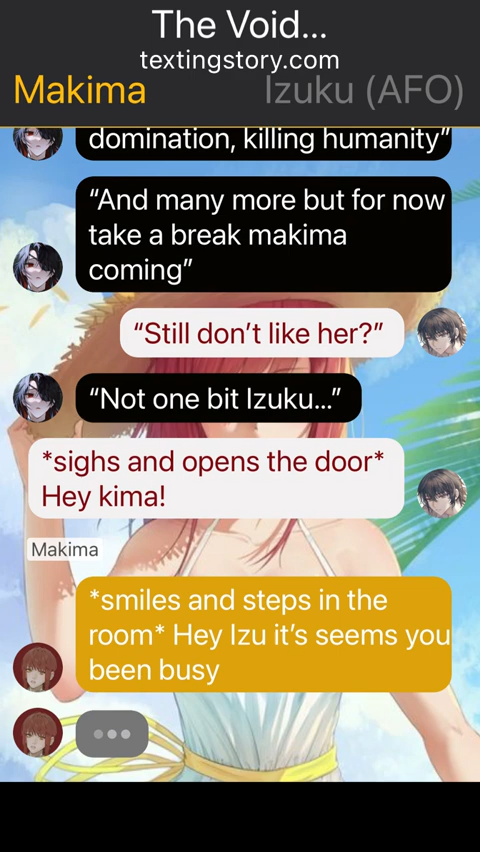 The Void...
textingstory.com
Makima
Izuku (AFO)
domination, killing humanity”
“And many more but for now
take a break makima
coming”
“Still don’t like her?”
“Not one bit Izuku...”
*sighs and opens the door*
Hey kima!
Makima
*smiles and steps in the
room* Hey Izu it’s seems you
been busy